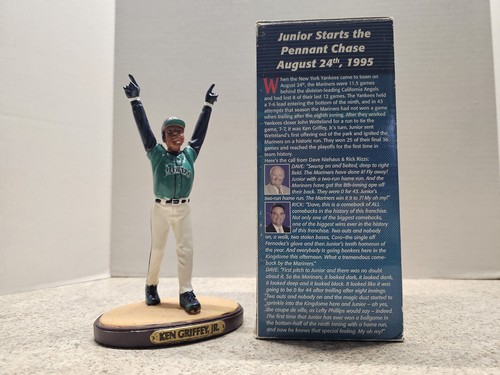 Junior Starts the
Pennant Chase
August 24th, 1995
When the New York Yankees came to town on
August 24th, the Mariners were 11.5 games
behind the division-leading California Angels
and had lost 8 of their last 12 games. The Yankees held
a 7-6 lead entering the bottom of the ninth, and in 43
attempts that season the Mariners had not won a game
when trailing after the eighth inning. After they worked
Yankees closer John Wetteland for a run to tie the
game, 7-7, it was Ken Griffey, Jr.'s turn. Junior sent
Wetteland's first offering out of the park and ignited the
Mariners on a historic run. They won 25 of their final 36
games and reached the playoffs for the first time in
team history.
Here's the call from Dave Niehaus & Rick Rizzs:
DAVE: "Swung on and belted, deep to right
field. The Mariners have done it! Fly away!
Junior with a two-run home run. And the
Mariners have got the 8th-inning ape off
their back. They were 0 for 43. Junior's
two-run home run. The Mariners win it 9 to 7! My oh my!"
RICK: "Dave, this is a comeback of ALL
comebacks in the history of this franchise.
Not only one of the biggest comebacks,
one of the biggest wins ever in the history
of this franchise. Two outs and nobody
on, a walk, two stolen bases, Cora—the single off
Fernadez's glove and then Junior's tenth homerun of
the year. And everybody is going bonkers here in the
Kingdome this afternoon. What a tremendous come-
back by the Mariners."
DAVE: "First pitch to Junior and there was no doubt
about it. So the Mariners, it looked dark, it looked dank,
it looked deep and it looked black. It looked like it was
going to be 0 for 44 after trailing after eight innings.
Two outs and nobody on and the magic dust started to
sprinkle into the Kingdome here and Junior – oh yes,
the coupe de ville, as Lefty Phillips would say – indeed.
The first time that Junior has ever won a ballgame in
the bottom-half of the ninth inning with a home run,
and now he knows that special feeling. My oh my!"
MARINERS
KEN GRIFFEY, JR.